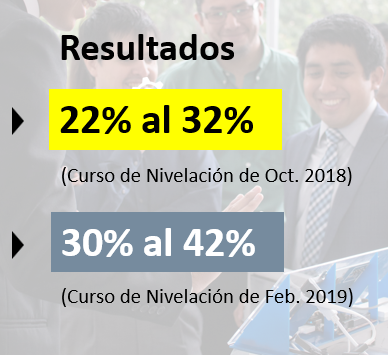 Resultados
22% al 32%
(Curso de Nivelación de Oct. 2018)
30% al 42%
(Curso de Nivelación de Feb. 2019)